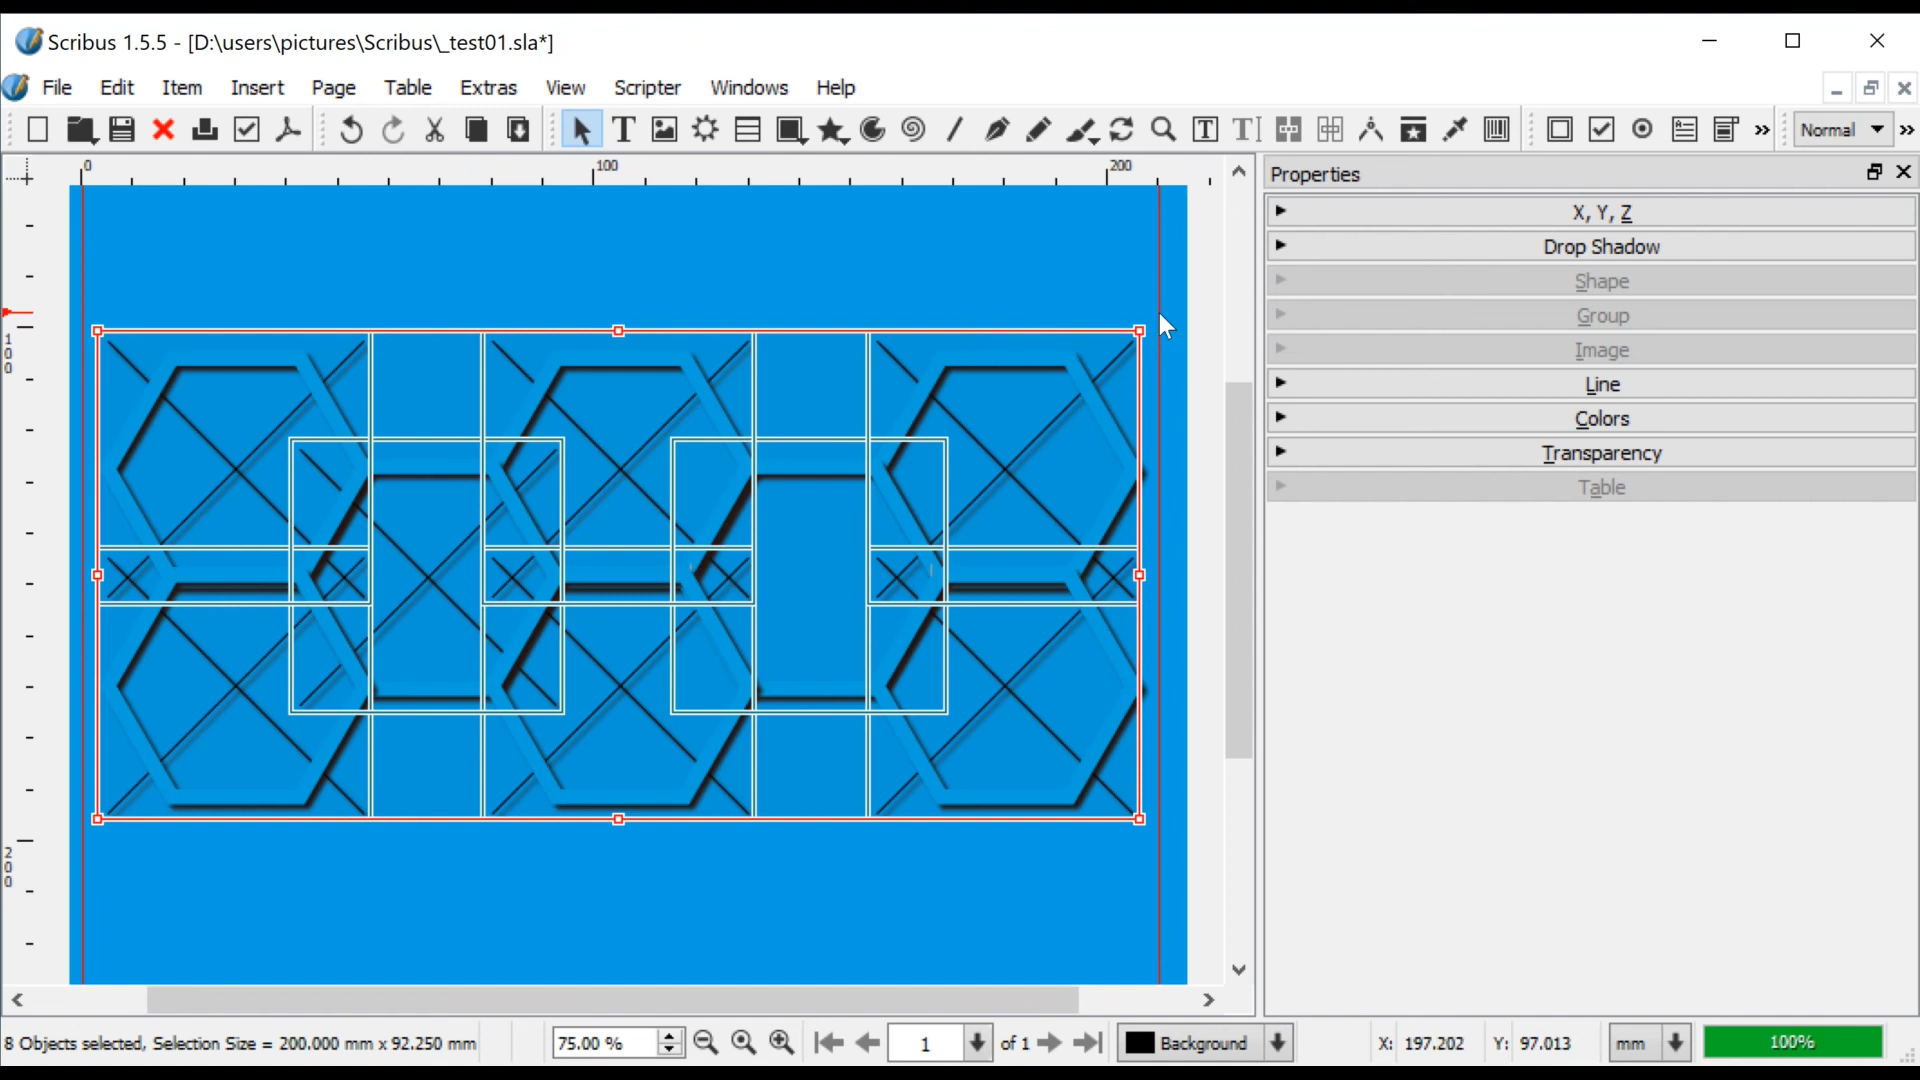 Scribus 1.5.5 - [D:\users\pictures\Scribus\_test01.sla*]
File Edit Item Insert Page Table Extras View Scripter Windows Help
Normal
0 100 200
Properties
X, Y, Z
Drop Shadow
Shape
Group
Image
Line
Colors
Transparency
Table
100
200
8 Objects selected, Selection Size = 200.000 mm x 92.250 mm 75.00 % 1 of 1 Background X: 197.202 Y: 97.013 mm 100%